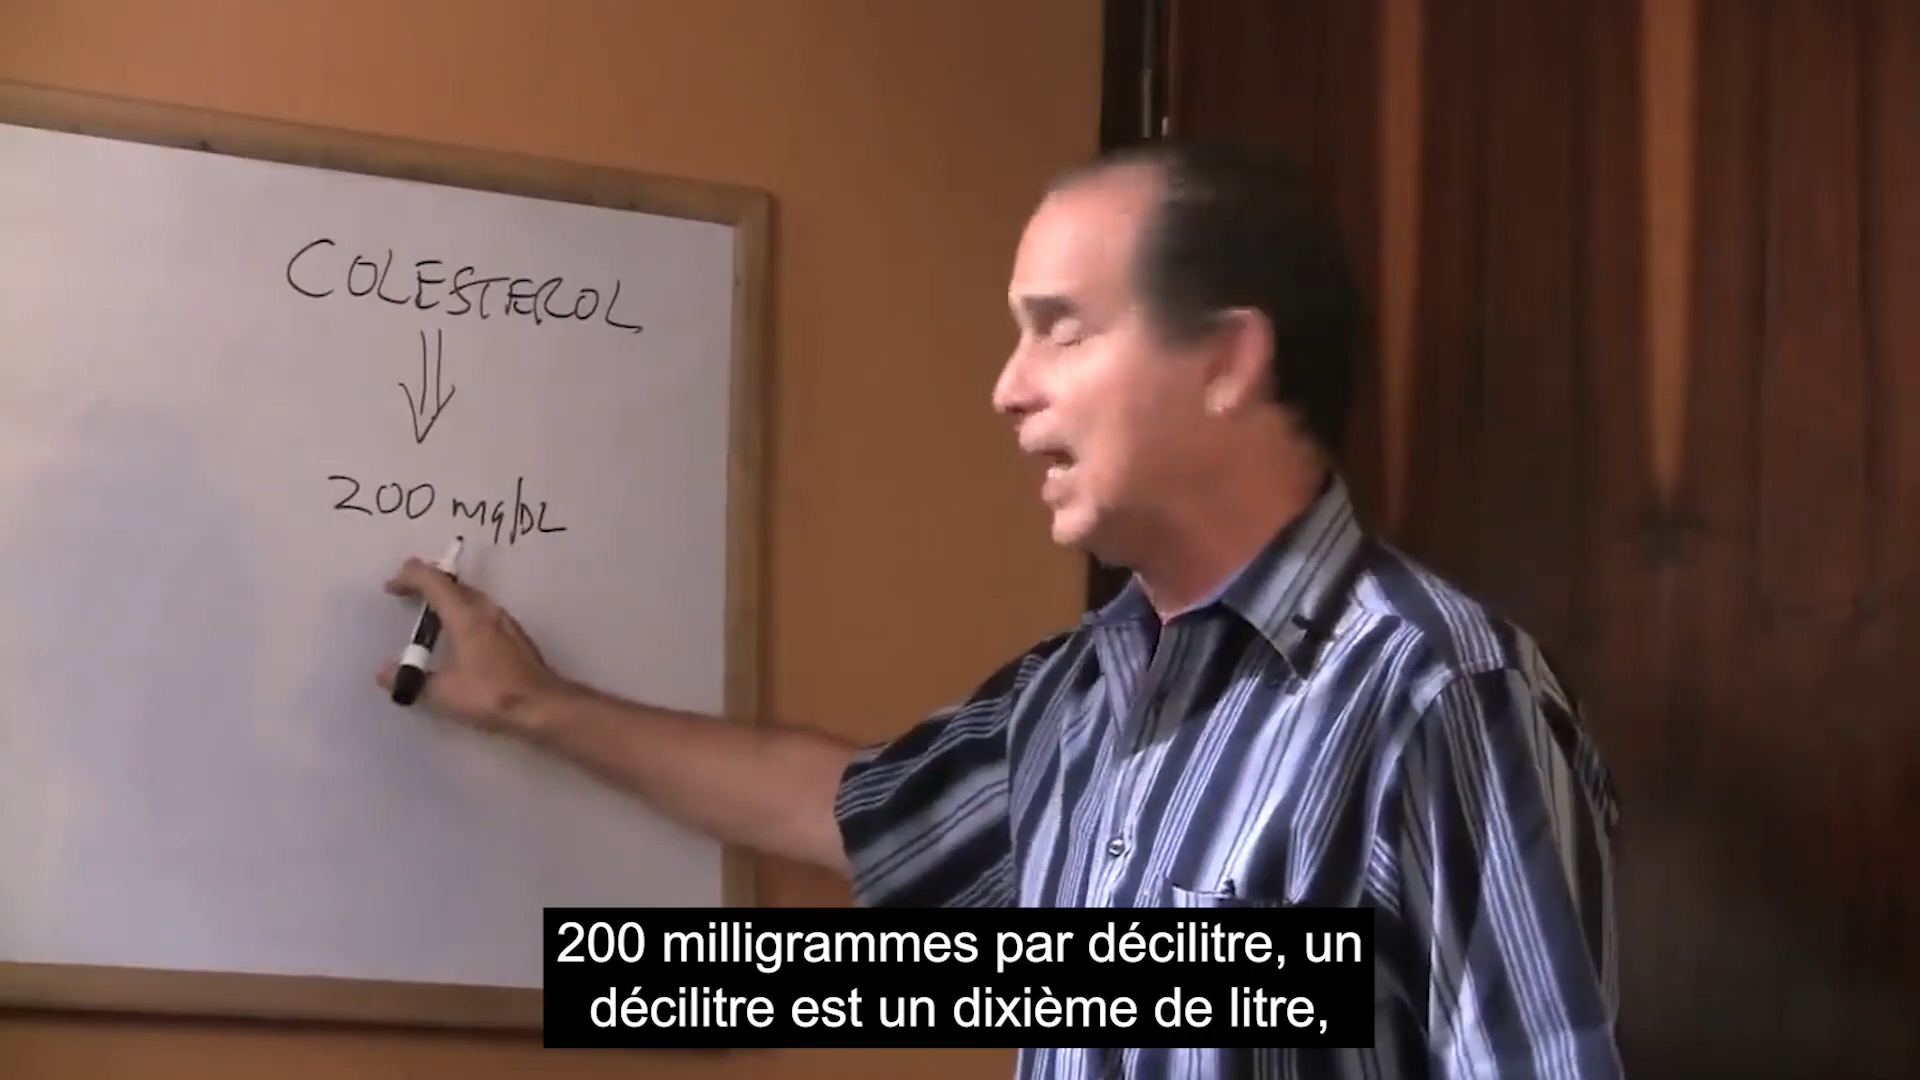 COLESTEROL
200 mg/DL
200 milligrammes par décilitre, un
décilitre est un dixième de litre,